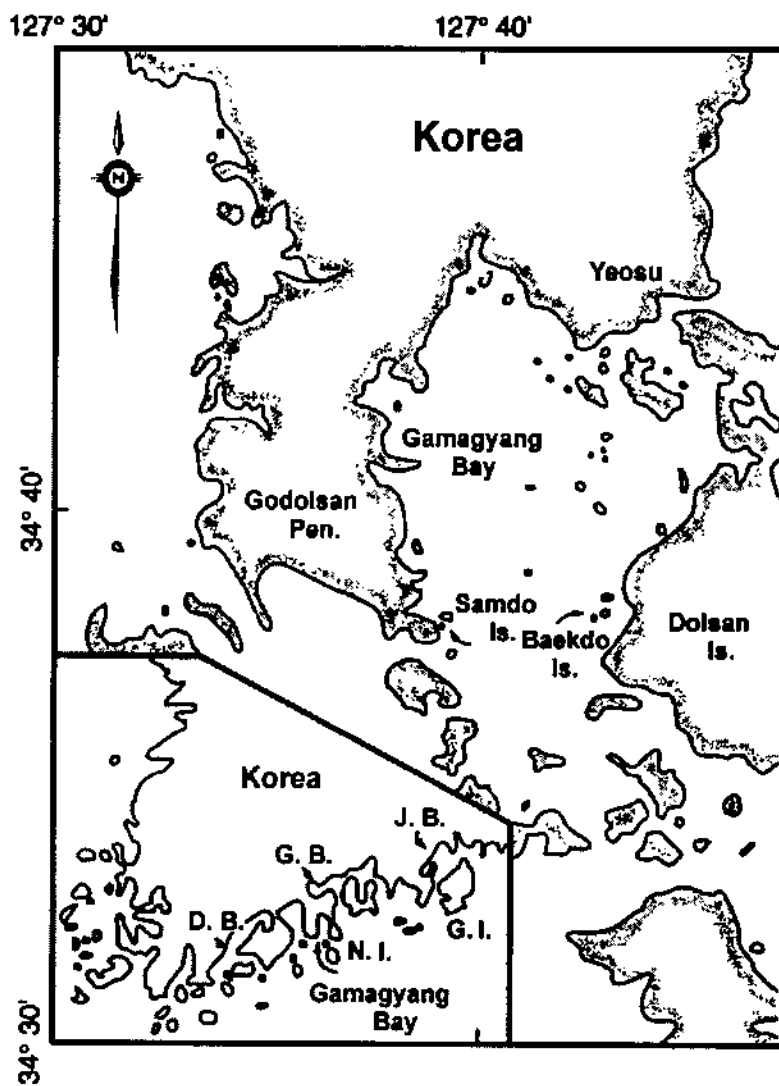 127° 30'
127° 40'
Korea
N
Yeosu
Gamagyang
Bay
34° 40'
Godolsan
Pen.
Samdo
Is.
Baekdo
Is.
Dolsan
Is.
Korea
J. B.
G. B.
D. B.
G. I.
N. I.
Gamagyang
Bay
34° 30'